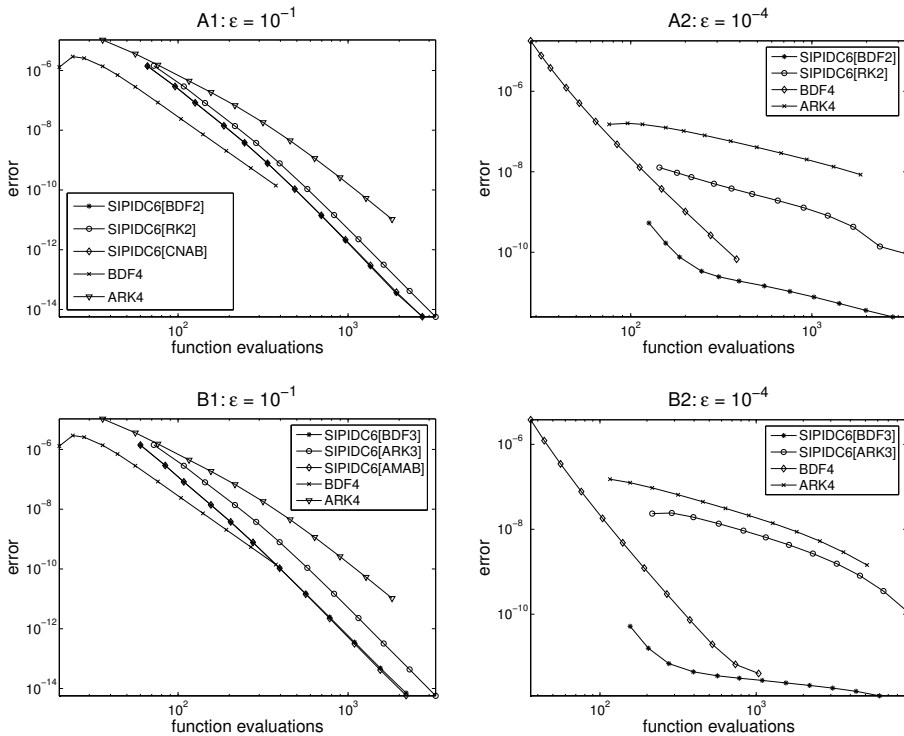 A1: ε = 10⁻¹
10⁻⁶
10⁻⁸
10⁻¹⁰
10⁻¹²
10⁻¹⁴
error
SIPIDC6[BDF2]
SIPIDC6[RK2]
SIPIDC6[CNAB]
BDF4
ARK4
10²
10³
function evaluations
A2: ε = 10⁻⁴
10⁻⁶
10⁻⁸
10⁻¹⁰
error
SIPIDC6[BDF2]
SIPIDC6[RK2]
BDF4
ARK4
10²
10³
function evaluations
B1: ε = 10⁻¹
10⁻⁶
10⁻⁸
10⁻¹⁰
10⁻¹²
10⁻¹⁴
error
SIPIDC6[BDF3]
SIPIDC6[ARK3]
SIPIDC6[AMAB]
BDF4
ARK4
10²
10³
function evaluations
B2: ε = 10⁻⁴
10⁻⁶
10⁻⁸
10⁻¹⁰
error
SIPIDC6[BDF3]
SIPIDC6[ARK3]
BDF4
ARK4
10²
10³
function evaluations